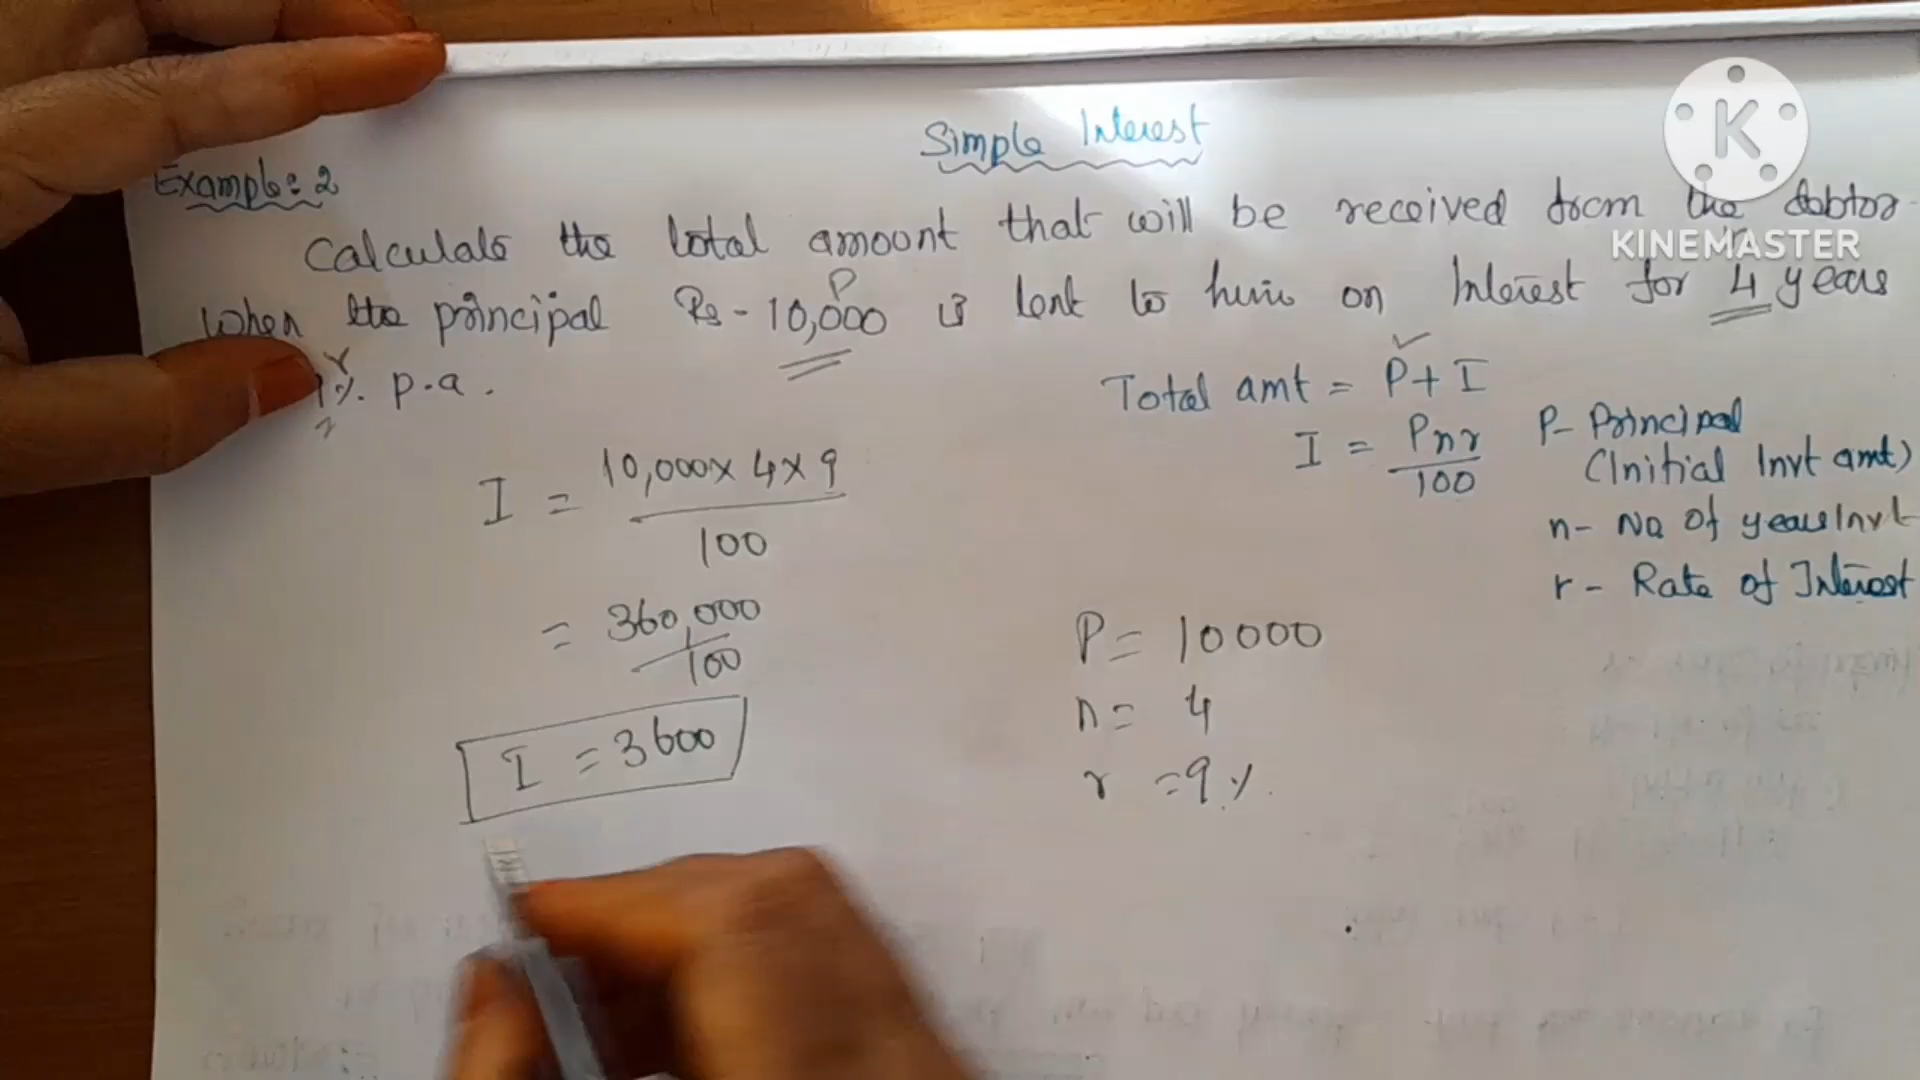 Simple Interest
Example: 2
Calculate the total amount that will be received from the debtor
When the principal Rs - 10,000 is lent to him on Interest for 4 years
P
n
r
9%. p.a.
Total amt = P + I
I = Pnr/100
P - Principal
(Initial Invt amt)
n - No of years Invt
r - Rate of Interest
I = 10,000 x 4 x 9/100
= 360,000/100
I = 3600
P = 10000
n = 4
r = 9%.
K
KINEMASTER